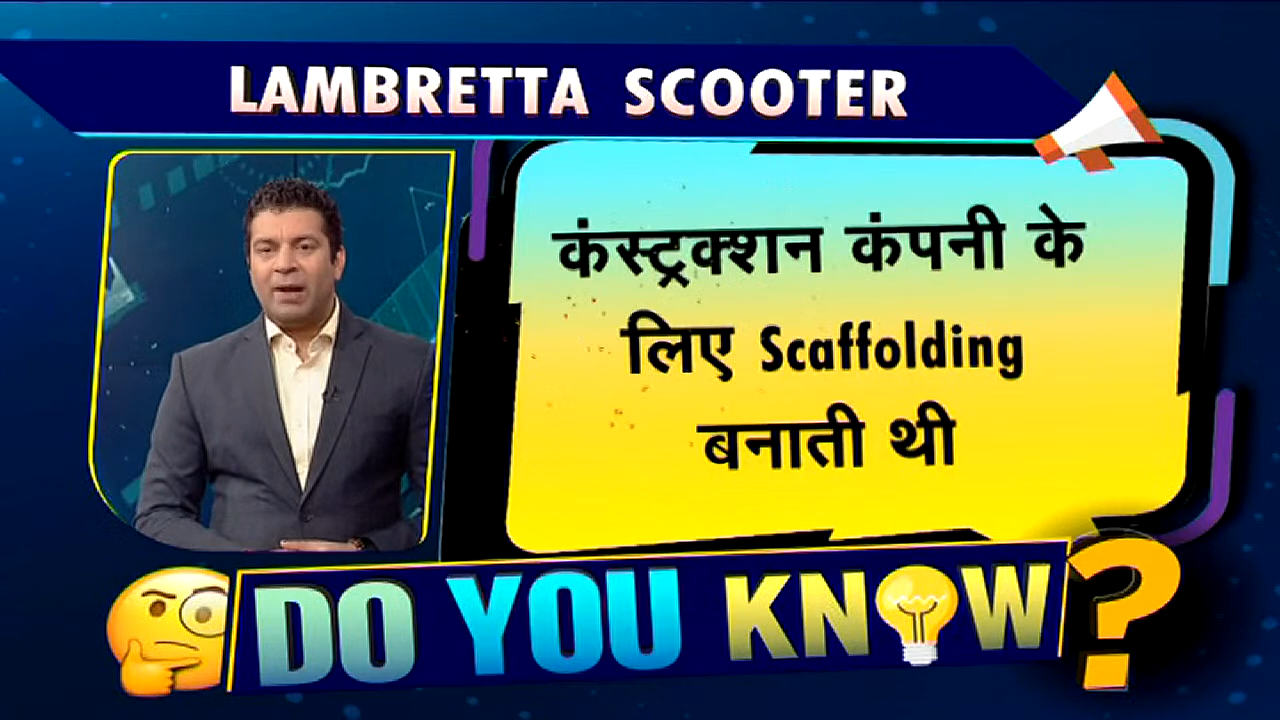 LAMBRETTA SCOOTER
कंस्ट्रक्शन कंपनी के
लिए Scaffolding
बनाती थी
DO YOU KNOW?